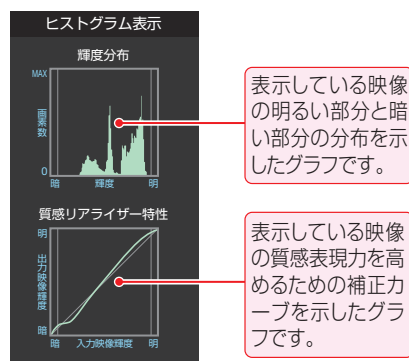 ヒストグラム表示
輝度分布
MAX
画素数
0
暗 輝度 明
表示している映像
の明るい部分と暗
い部分の分布を示
したグラフです。
質感リアライザー特性
明
出力映像輝度
暗
暗 入力映像輝度 明
表示している映像
の質感表現力を高
めるための補正カ
ーブを示したグラ
フです。